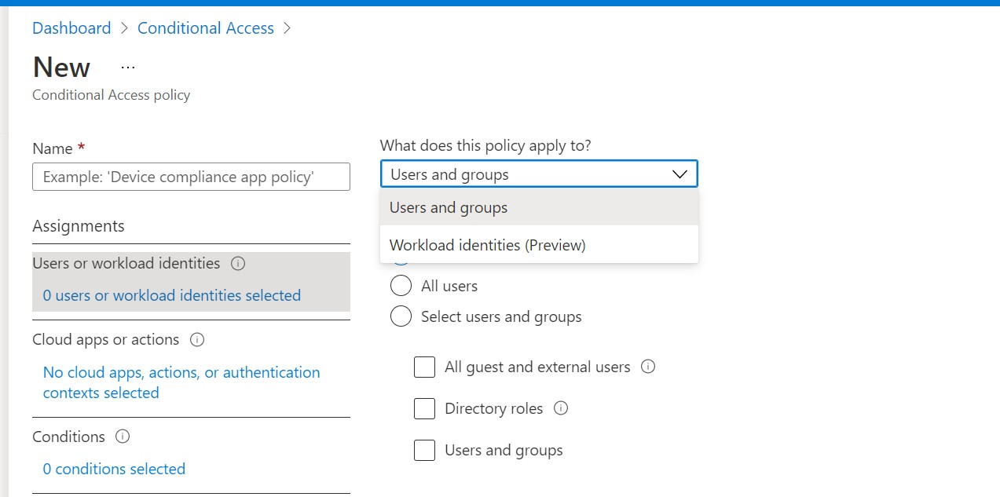 Dashboard > Conditional Access >
New ...
Conditional Access policy
Name *
Example: 'Device compliance app policy'
Assignments
Users or workload identities
0 users or workload identities selected
Cloud apps or actions
No cloud apps, actions, or authentication
contexts selected
Conditions
0 conditions selected
What does this policy apply to?
Users and groups
Users and groups
Workload identities (Preview)
All users
Select users and groups
All guest and external users
Directory roles
Users and groups